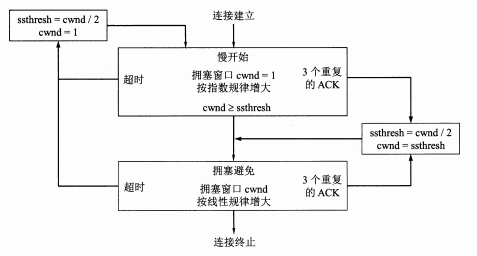 连接建立
ssthresh = cwnd / 2
cwnd = 1
慢开始
超时
拥塞窗口 cwnd = 1
按指数规律增大
3 个重复
的 ACK
cwnd ≥ ssthresh
ssthresh = cwnd / 2
cwnd = ssthresh
拥塞避免
超时
拥塞窗口 cwnd
按线性规律增大
3 个重复
的 ACK
连接终止